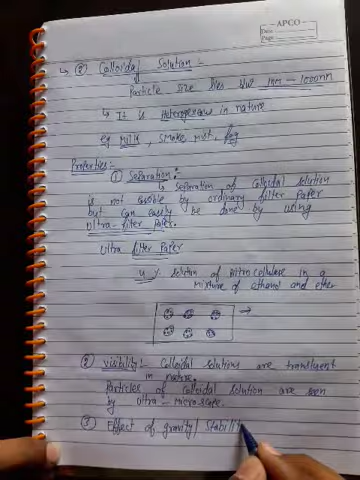 APCO
Date
Page
↳ ② Colloidal Solution :-
Particle size lies b/w 1nm - 1000nm
↳ It is Heterogeneous in nature
eg Milk, smoke mist, fog
Properties:-
① Separation :-
↳ Separation of colloidal solution
is not possible by ordinary filter paper
but can easily be done by using
ultra-filter paper.
Ultra filter Paper
4 % solution of nitrocellulose in a
mixture of ethanol and ether
② visibility :- Colloidal solutions are translucent
in nature.
Particles of colloidal solution are seen
by Ultra-microscope.
③ Effect of gravity/ Stabilit